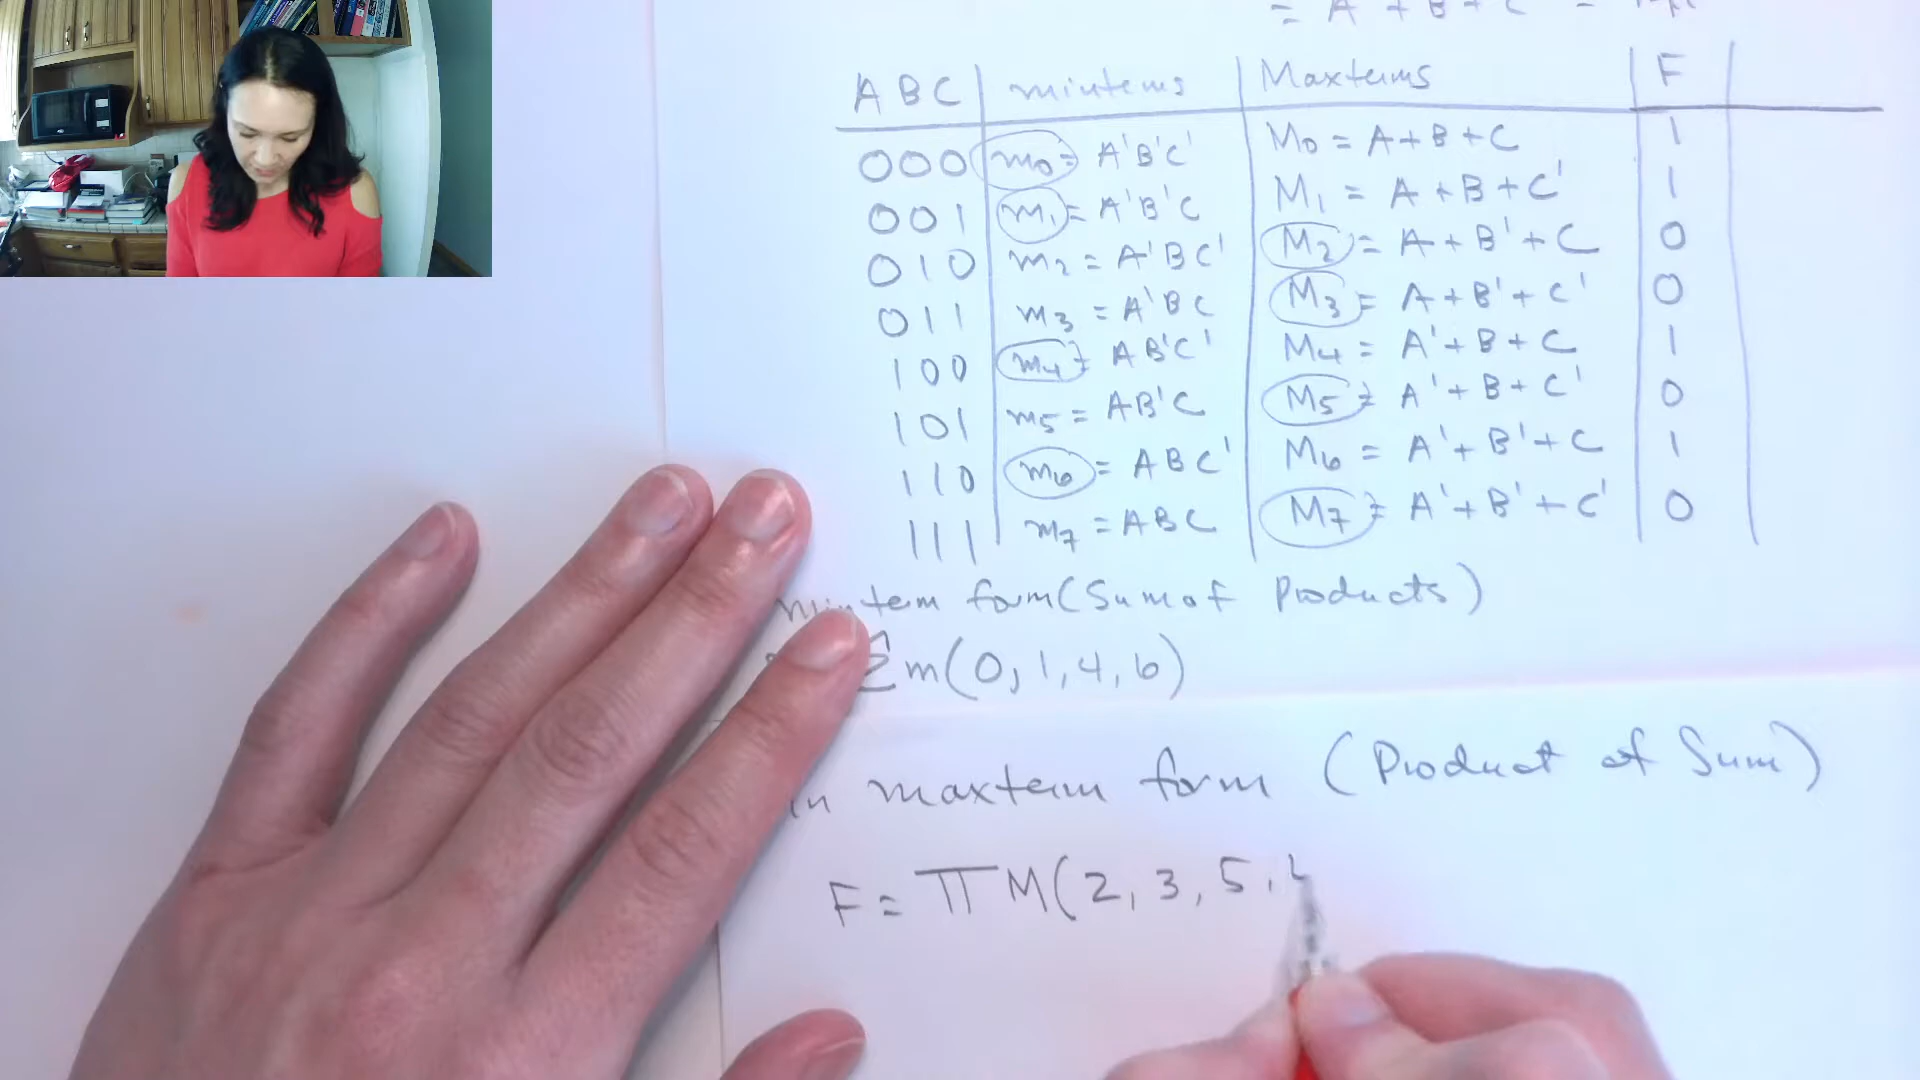 = A + B + C =
A B C mintems Maxterms F
000 m0 = A'B'C' M0 = A+B+C 1
001 m1 = A'B'C M1 = A+B+C' 1
010 m2 = A'BC' M2 = A+B'+C 0
011 m3 = A'BC M3 = A+B'+C' 0
100 m4 = AB'C' M4 = A'+B+C 1
101 m5 = AB'C M5 = A'+B+C' 0
110 m6 = ABC' M6 = A'+B'+C 1
111 m7 = ABC M7 = A'+B'+C' 0
mintem form (Sum of Products)
Σm(0,1,4,6)
in maxterm form (Product of Sum)
F = ΠM(2,3,5,